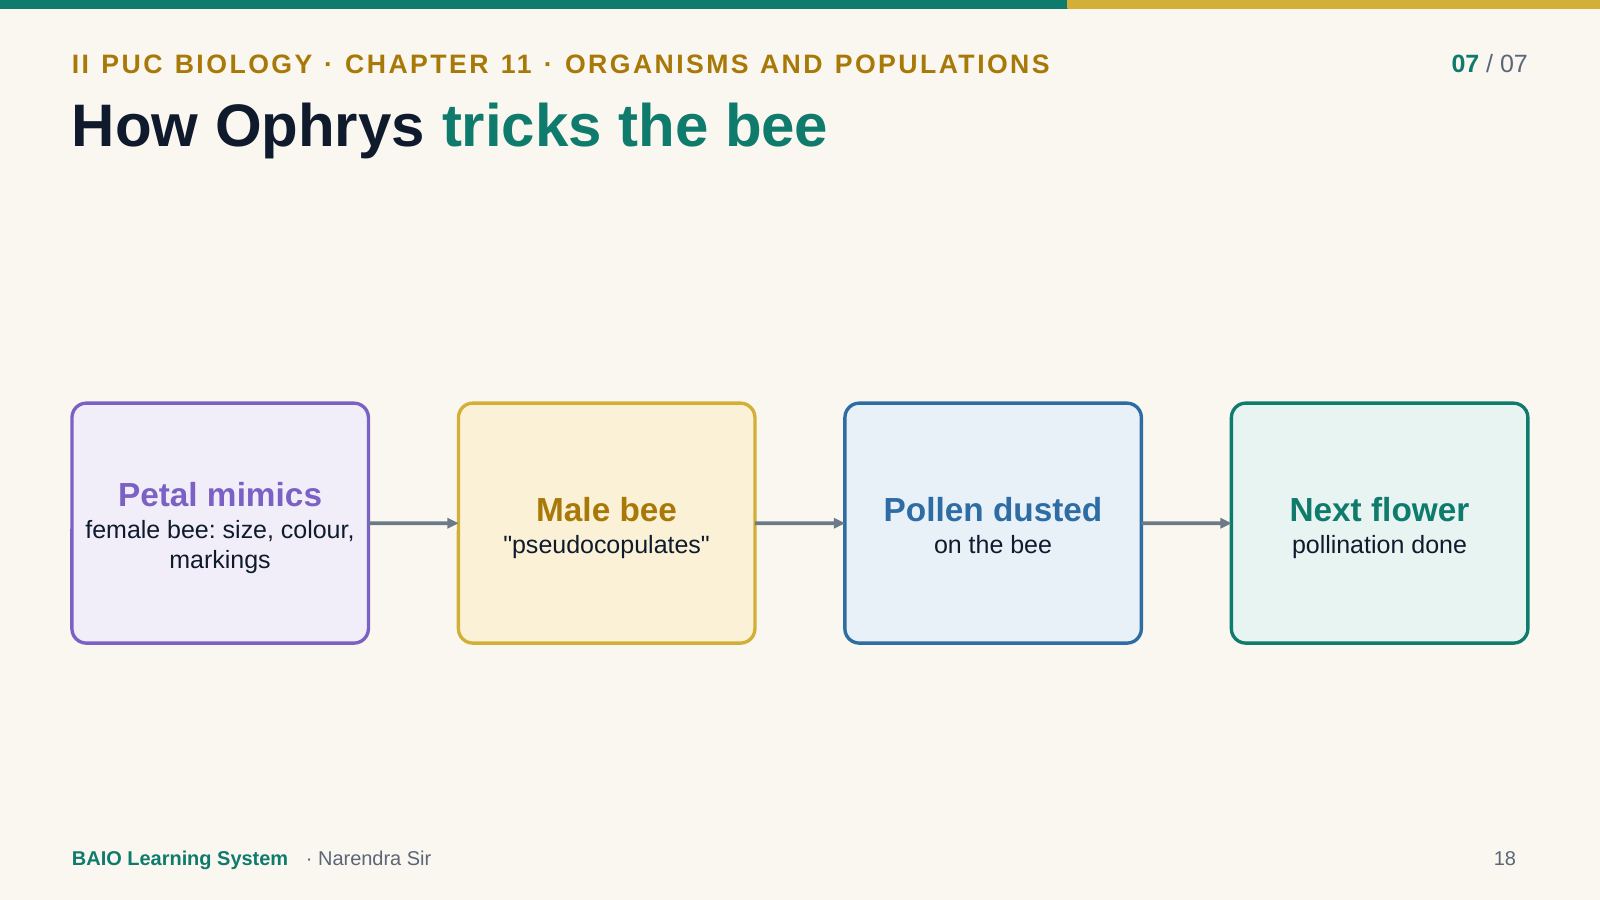 II PUC BIOLOGY · CHAPTER 11 · ORGANISMS AND POPULATIONS
07 / 07
How Ophrys tricks the bee
Petal mimics
female bee: size, colour,
markings
Male bee
"pseudocopulates"
Pollen dusted
on the bee
Next flower
pollination done
BAIO Learning System · Narendra Sir
18